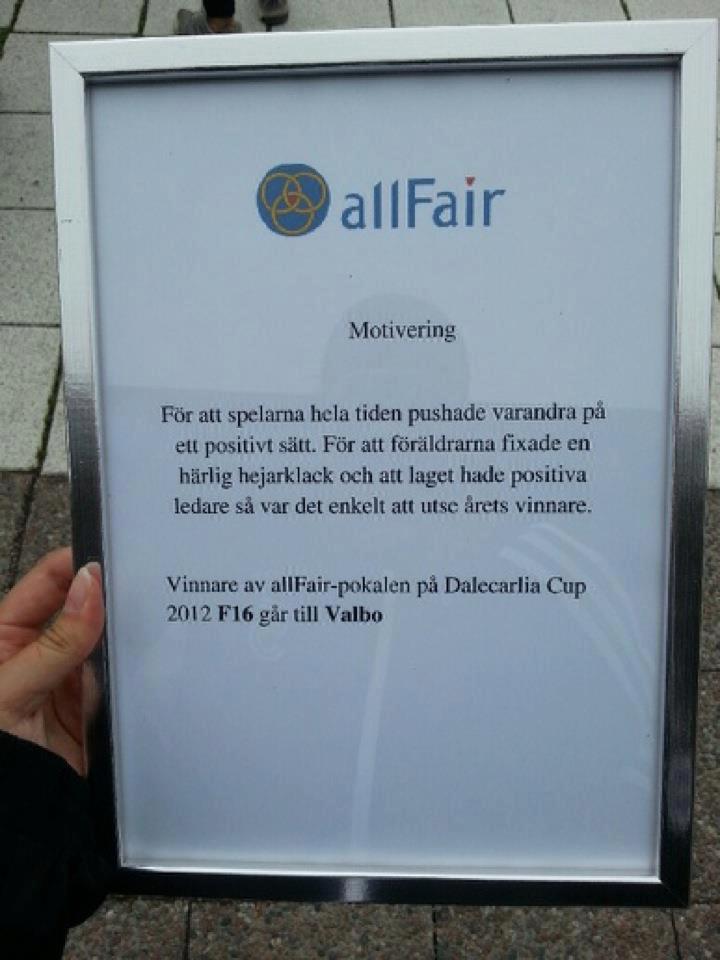 allFair
Motivering
För att spelarna hela tiden pushade varandra på
ett positivt sätt. För att föräldrarna fixade en
härlig hejarklack och att laget hade positiva
ledare så var det enkelt att utse årets vinnare.
Vinnare av allFair-pokalen på Dalecarlia Cup
2012 F16 går till Valbo